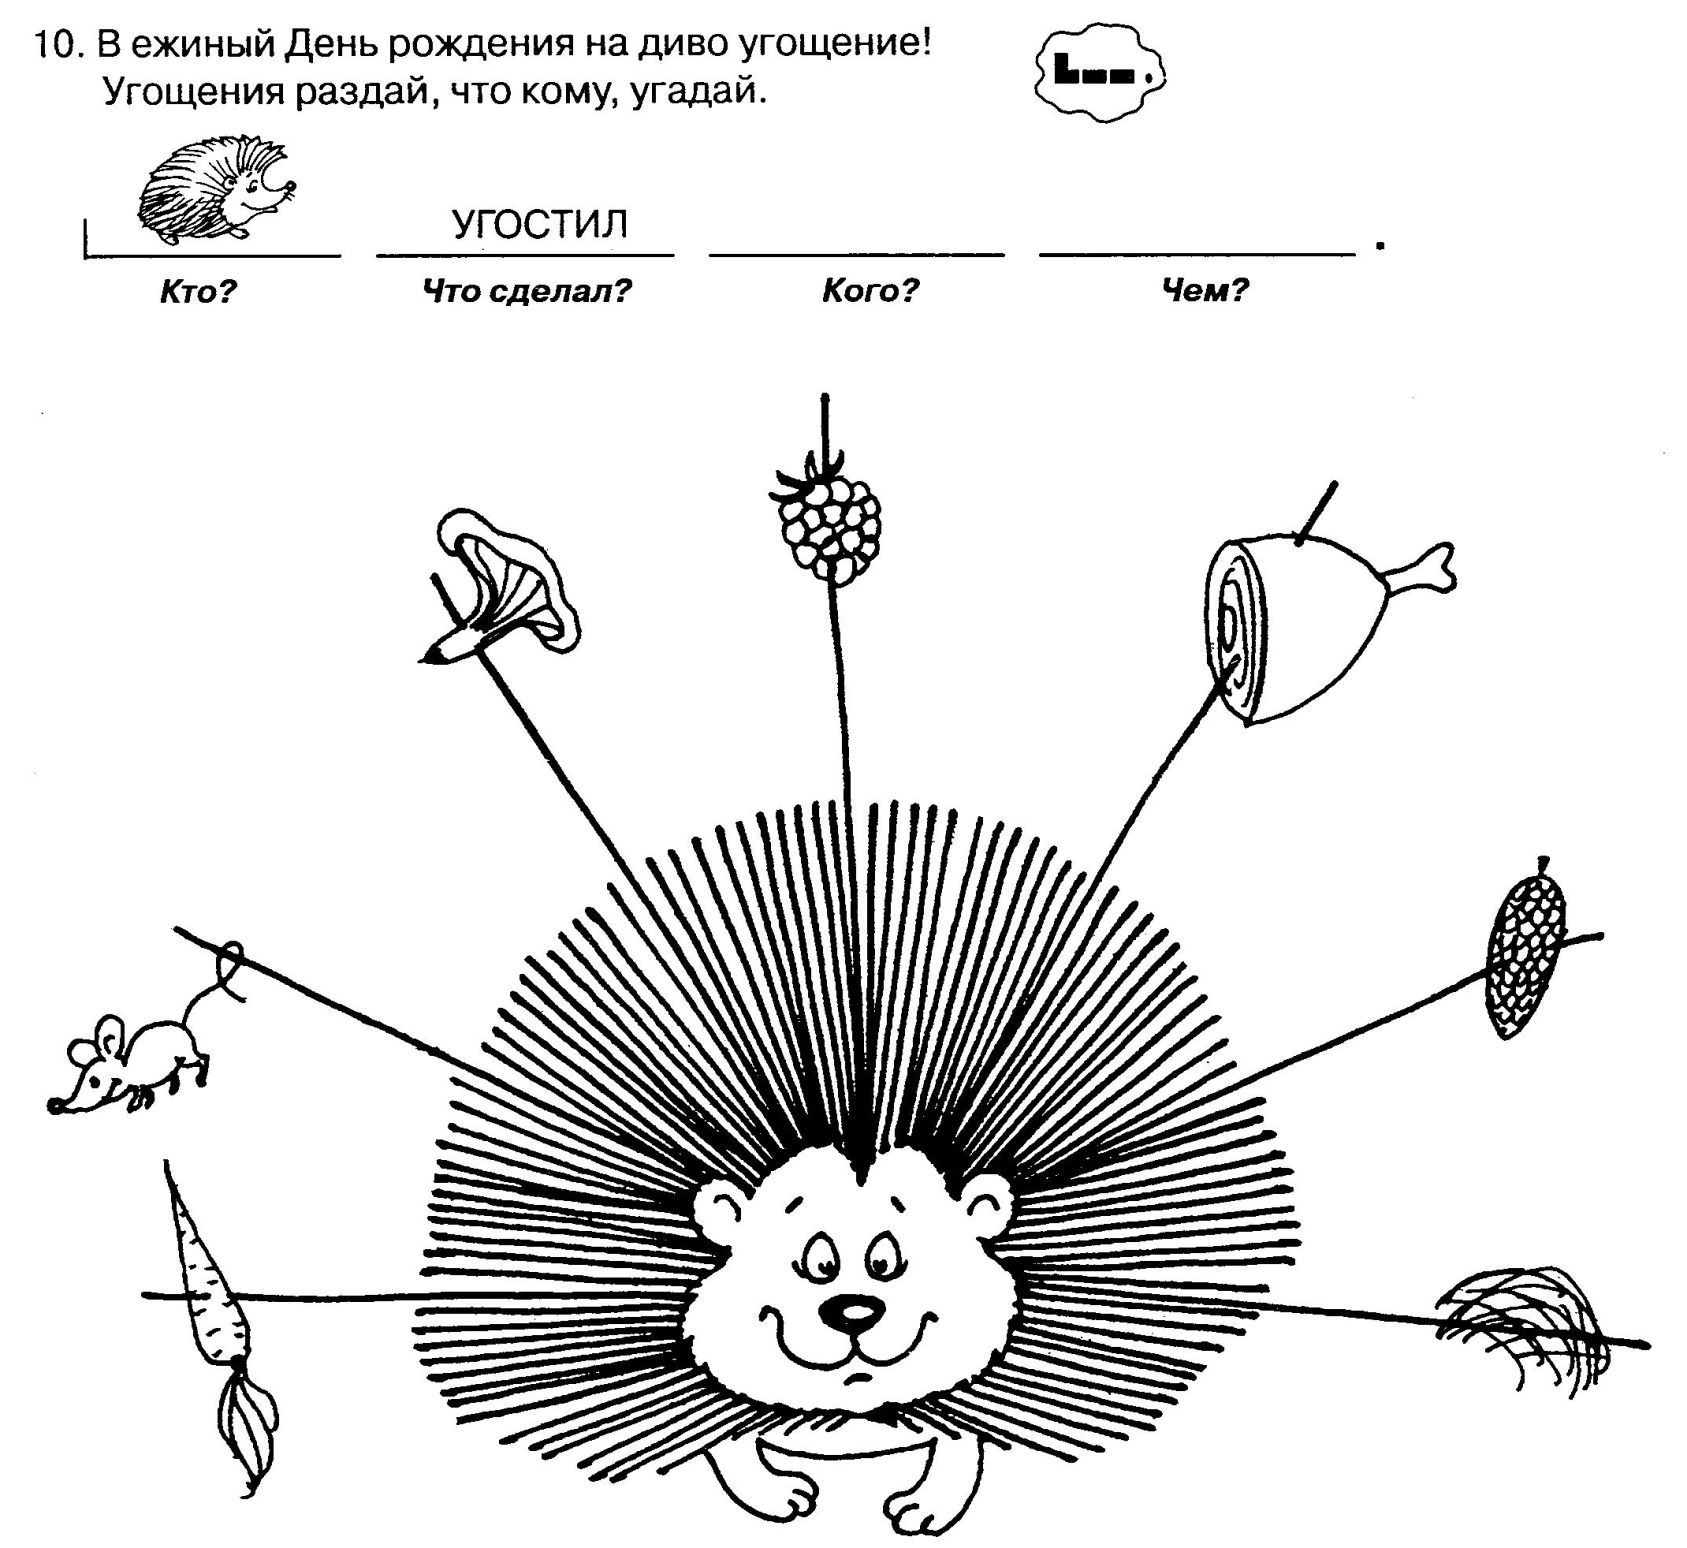 10. В ежиный День рождения на диво угощение!
Угощения раздай, что кому, угадай.
УГОСТИЛ
Кто? Что сделал? Кого? Чем?